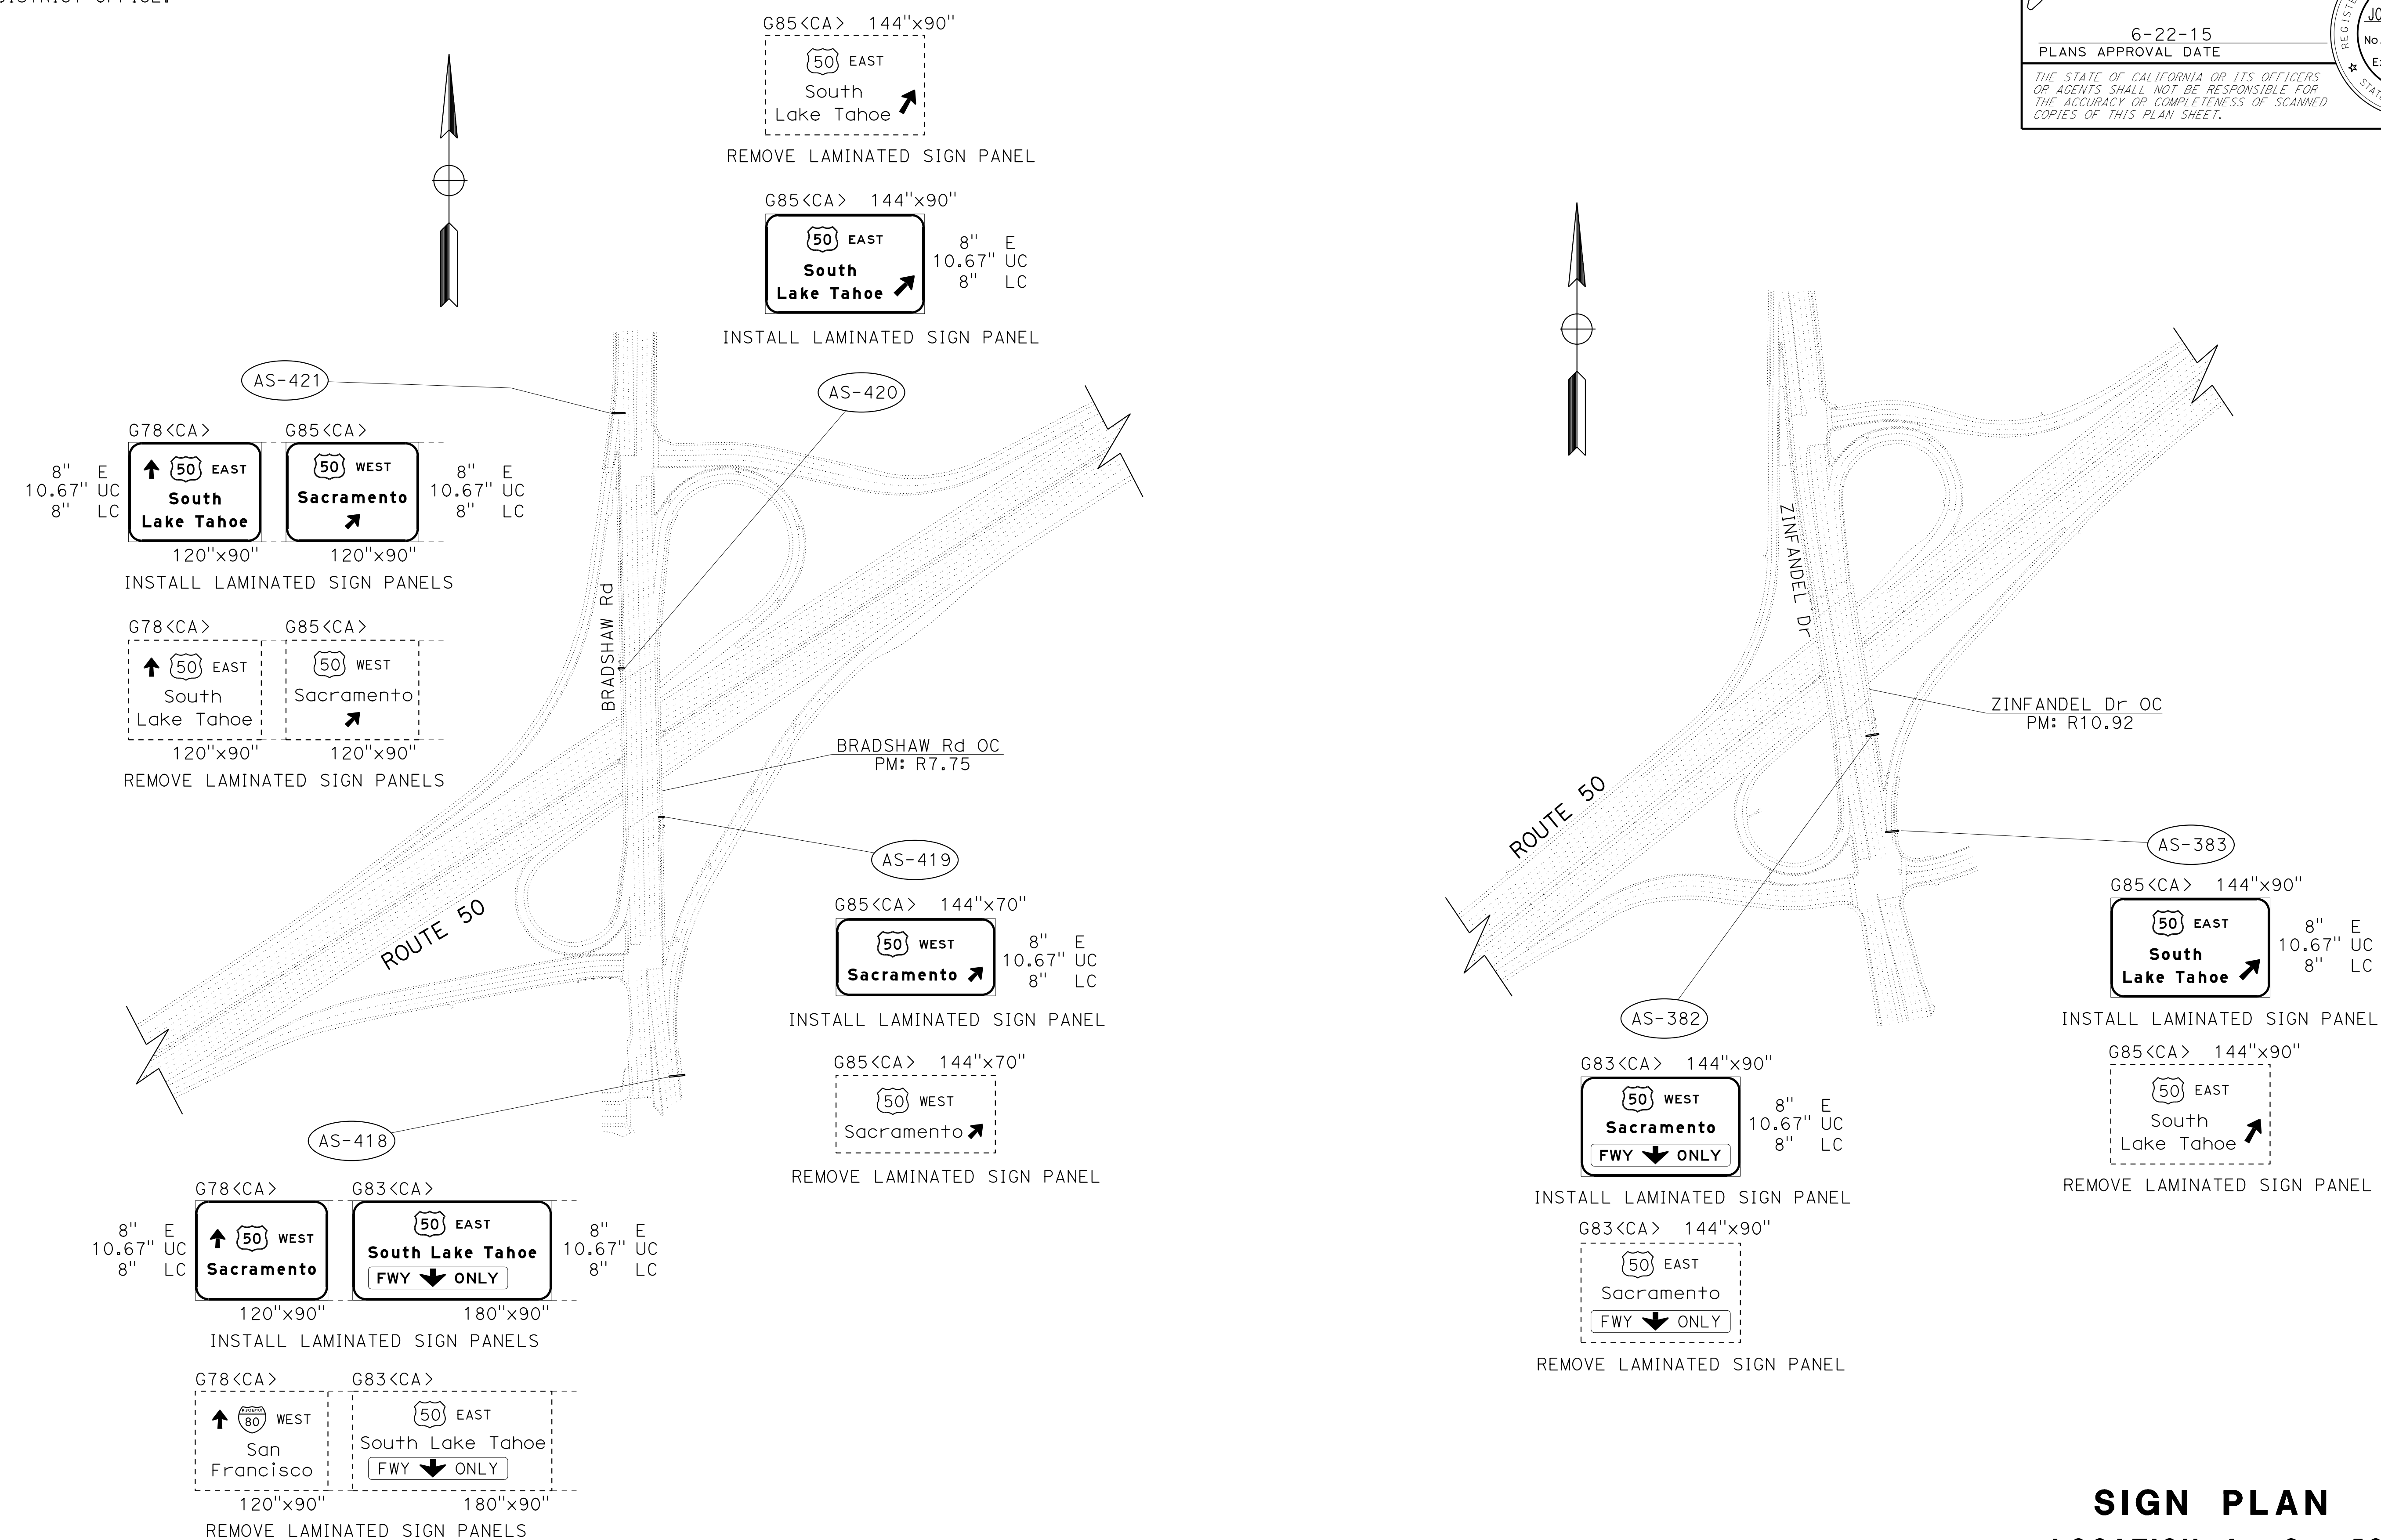 DISTRICT OFFICE.
6-22-15
PLANS APPROVAL DATE
THE STATE OF CALIFORNIA OR ITS OFFICERS
OR AGENTS SHALL NOT BE RESPONSIBLE FOR
THE ACCURACY OR COMPLETENESS OF SCANNED
COPIES OF THIS PLAN SHEET.
No.
G85<CA> 144"x90"
50 EAST
South
Lake Tahoe
REMOVE LAMINATED SIGN PANEL
G85<CA> 144"x90"
50 EAST
South
Lake Tahoe
8" E
10.67" UC
8" LC
INSTALL LAMINATED SIGN PANEL
AS-421
AS-420
G78<CA> G85<CA>
8" E
10.67" UC
8" LC
50 EAST
South
Lake Tahoe
50 WEST
Sacramento
8" E
10.67" UC
8" LC
120"x90" 120"x90"
INSTALL LAMINATED SIGN PANELS
G78<CA> G85<CA>
50 EAST
South
Lake Tahoe
50 WEST
Sacramento
120"x90" 120"x90"
REMOVE LAMINATED SIGN PANELS
BRADSHAW Rd
BRADSHAW Rd OC
PM: R7.75
ROUTE 50
AS-419
G85<CA> 144"x70"
50 WEST
Sacramento
8" E
10.67" UC
8" LC
INSTALL LAMINATED SIGN PANEL
G85<CA> 144"x70"
50 WEST
Sacramento
REMOVE LAMINATED SIGN PANEL
AS-418
G78<CA> G83<CA>
8" E
10.67" UC
8" LC
50 WEST
Sacramento
50 EAST
South Lake Tahoe
FWY ONLY
8" E
10.67" UC
8" LC
120"x90" 180"x90"
INSTALL LAMINATED SIGN PANELS
G78<CA> G83<CA>
BUSINESS
80 WEST
San
Francisco
50 EAST
South Lake Tahoe
FWY ONLY
120"x90" 180"x90"
REMOVE LAMINATED SIGN PANELS
ZINFANDEL Dr
ZINFANDEL Dr OC
PM: R10.92
ROUTE 50
AS-383
G85<CA> 144"x90"
50 EAST
South
Lake Tahoe
8" E
10.67" UC
8" LC
INSTALL LAMINATED SIGN PANEL
G85<CA> 144"x90"
50 EAST
South
Lake Tahoe
REMOVE LAMINATED SIGN PANEL
AS-382
G83<CA> 144"x90"
50 WEST
Sacramento
FWY ONLY
8" E
10.67" UC
8" LC
INSTALL LAMINATED SIGN PANEL
G83<CA> 144"x90"
50 EAST
Sacramento
FWY ONLY
REMOVE LAMINATED SIGN PANEL
SIGN PLAN